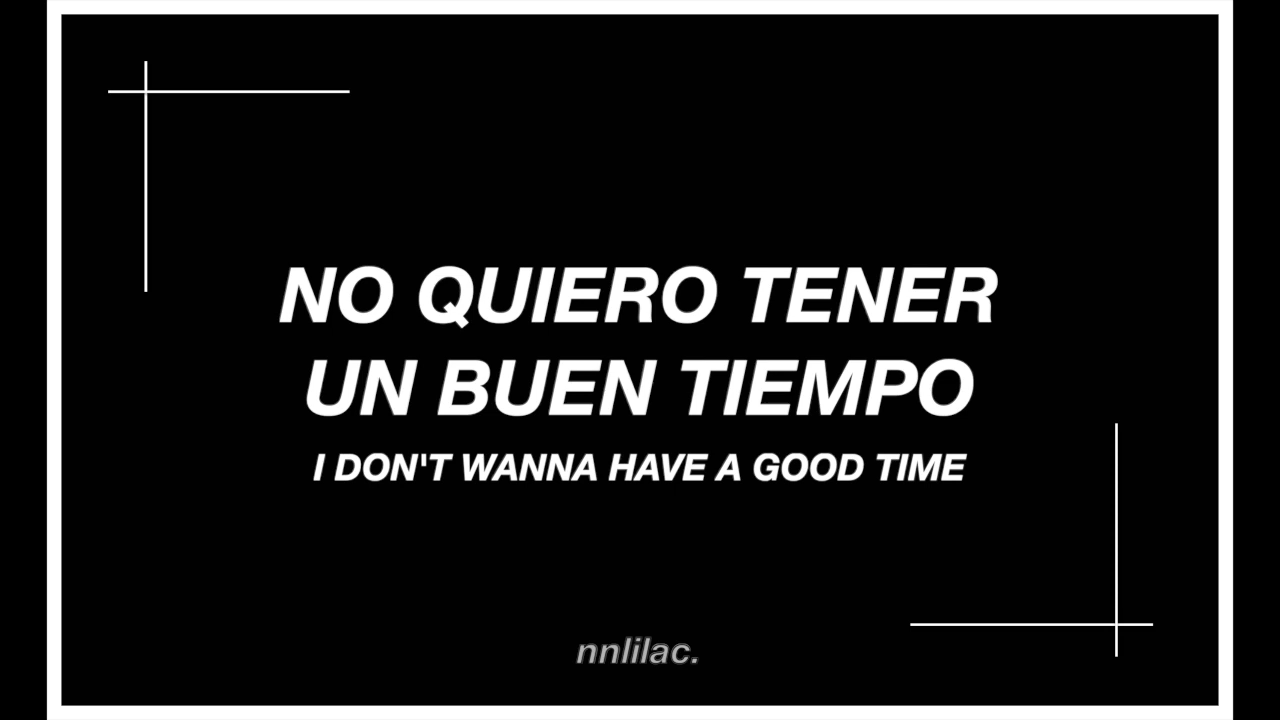 NO QUIERO TENER
UN BUEN TIEMPO
I DON'T WANNA HAVE A GOOD TIME
nnlilac.